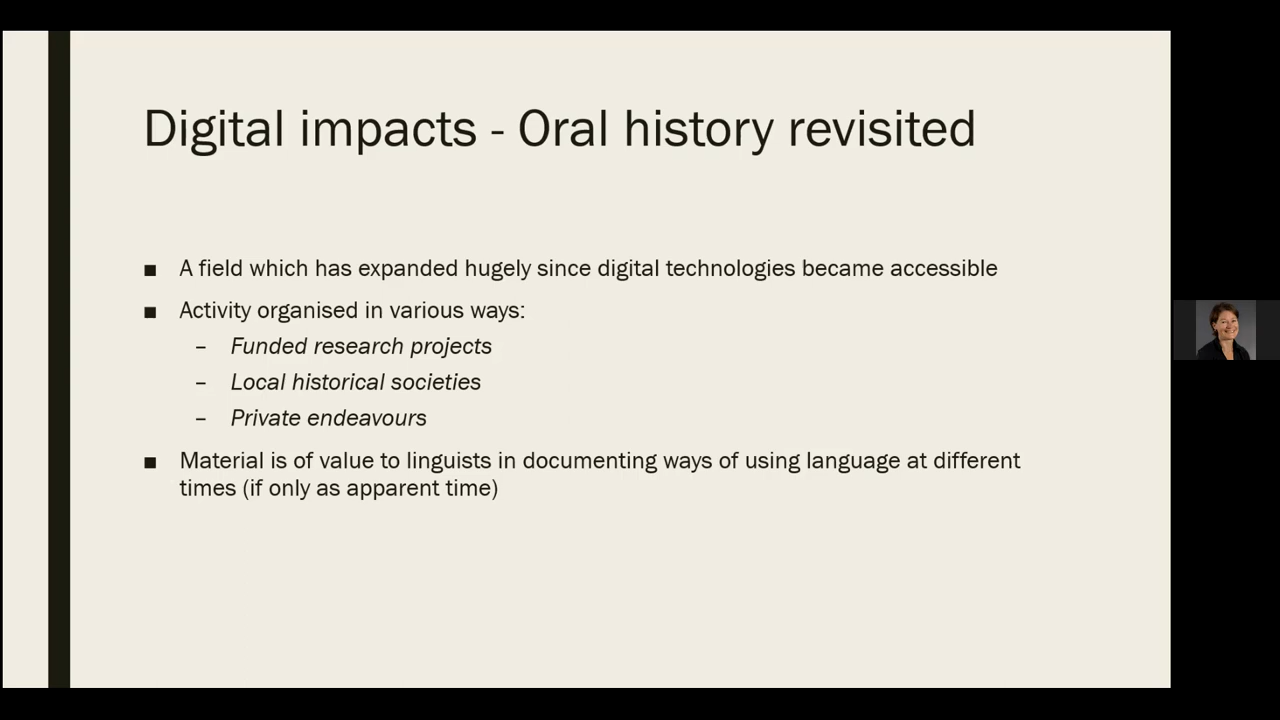 Digital impacts - Oral history revisited
■ A field which has expanded hugely since digital technologies became accessible
■ Activity organised in various ways:
– Funded research projects
– Local historical societies
– Private endeavours
■ Material is of value to linguists in documenting ways of using language at different
times (if only as apparent time)